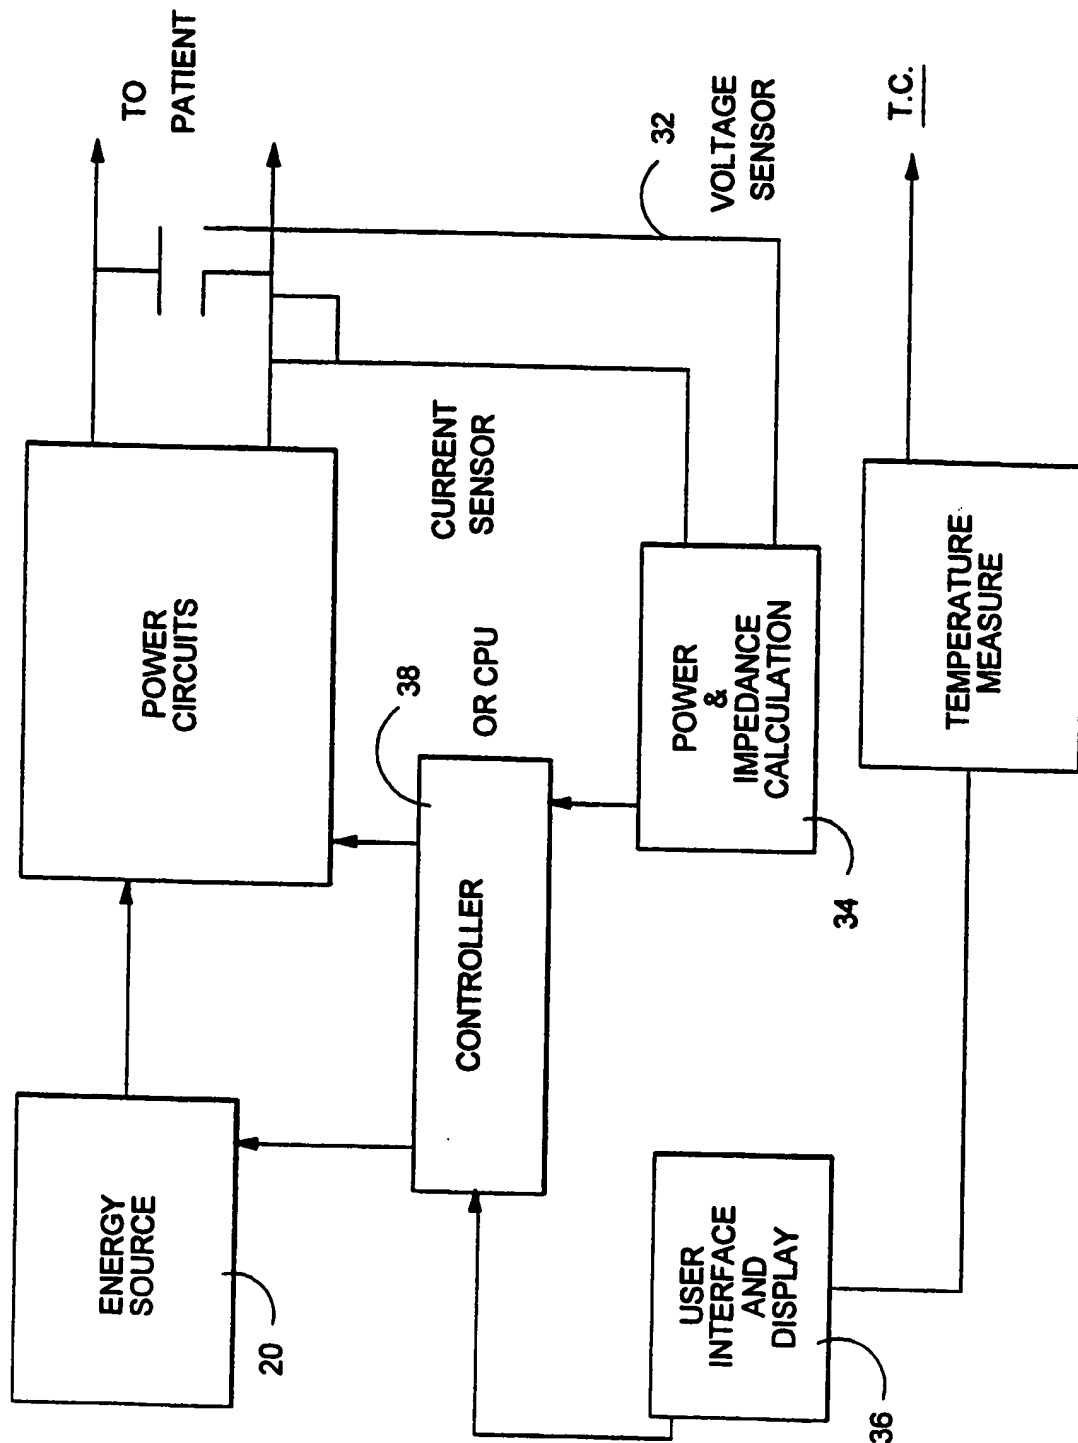 ENERGY
SOURCE
20
POWER
CIRCUITS
TO
PATIENT
CONTROLLER
38
OR CPU
CURRENT
SENSOR
32
VOLTAGE
SENSOR
USER
INTERFACE
AND
DISPLAY
36
POWER
&
IMPEDANCE
CALCULATION
34
TEMPERATURE
MEASURE
T.C.